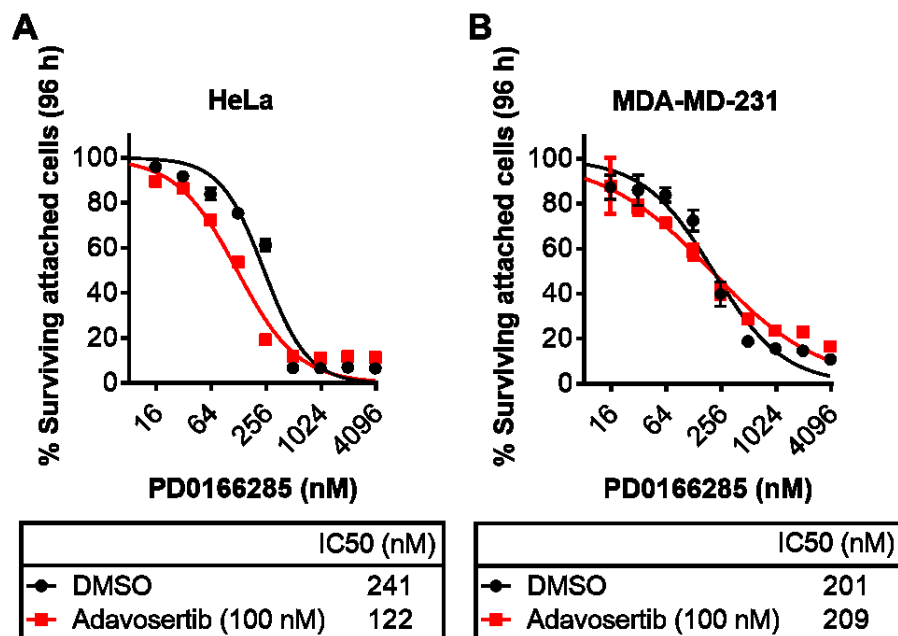 A
HeLa
% Surviving attached cells (96 h)
100
80
60
40
20
0
16
64
256
1024
4096
PD0166285 (nM)
IC50 (nM)
DMSO 241
Adavosertib (100 nM) 122
B
MDA-MD-231
% Surviving attached cells (96 h)
100
80
60
40
20
0
16
64
256
1024
4096
PD0166285 (nM)
IC50 (nM)
DMSO 201
Adavosertib (100 nM) 209